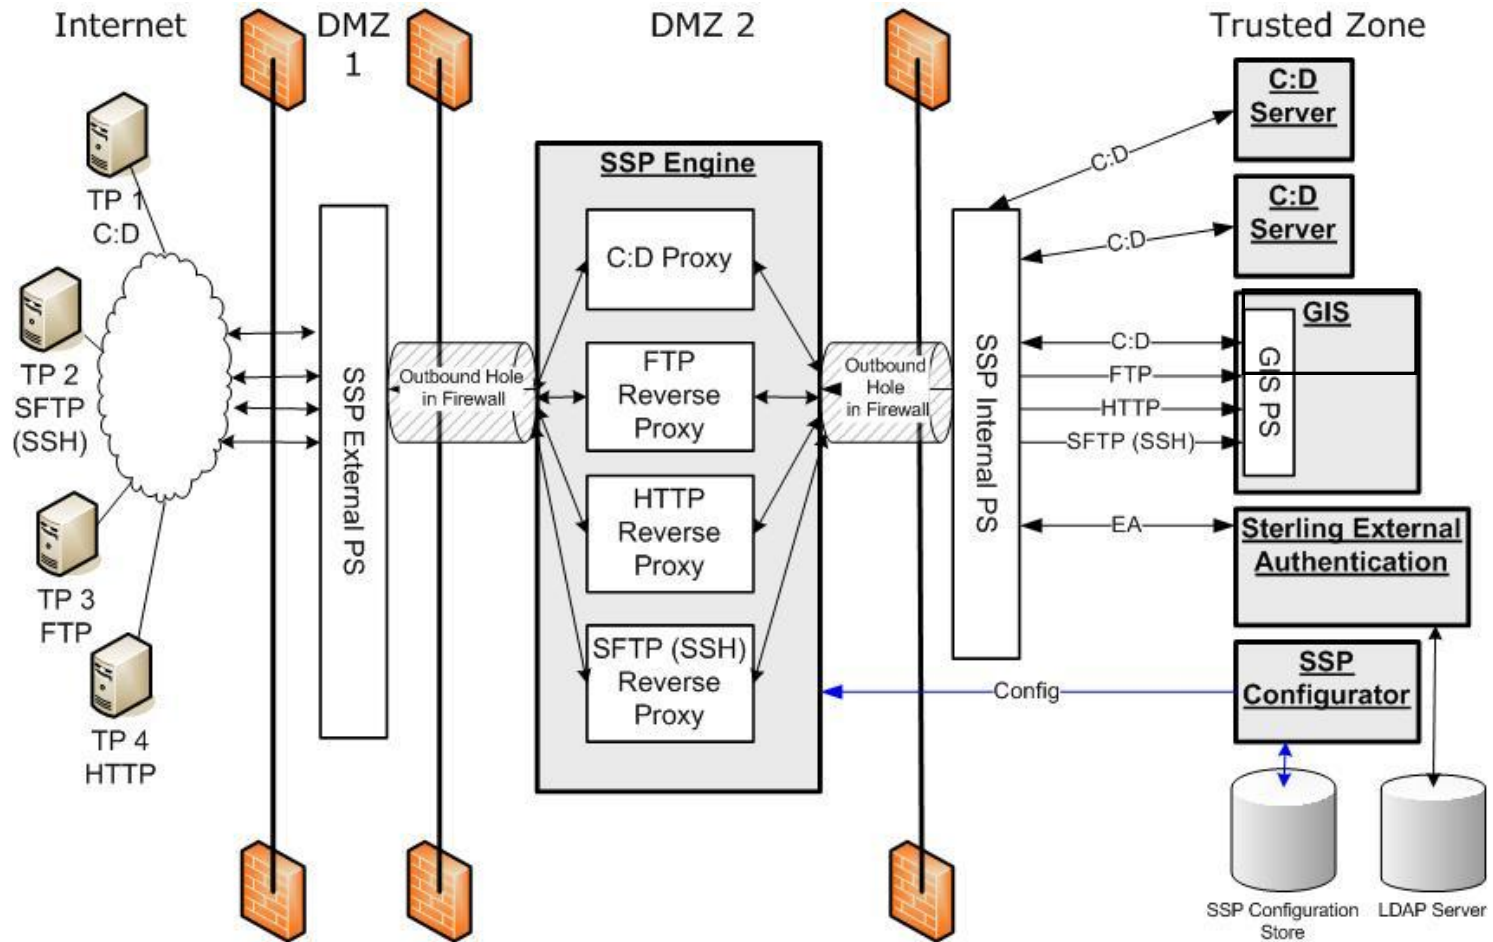 Internet
DMZ
1
DMZ 2
Trusted Zone
TP 1
C:D
TP 2
SFTP
(SSH)
TP 3
FTP
TP 4
HTTP
SSP External PS
Outbound Hole
in Firewall
SSP Engine
C:D Proxy
FTP
Reverse
Proxy
HTTP
Reverse
Proxy
SFTP (SSH)
Reverse
Proxy
Outbound
Hole
in Firewall
SSP Internal PS
C:D
C:D
C:D
FTP
HTTP
SFTP (SSH)
EA
Config
C:D
Server
C:D
Server
GIS
GIS PS
Sterling External
Authentication
SSP
Configurator
SSP Configuration
Store
LDAP Server